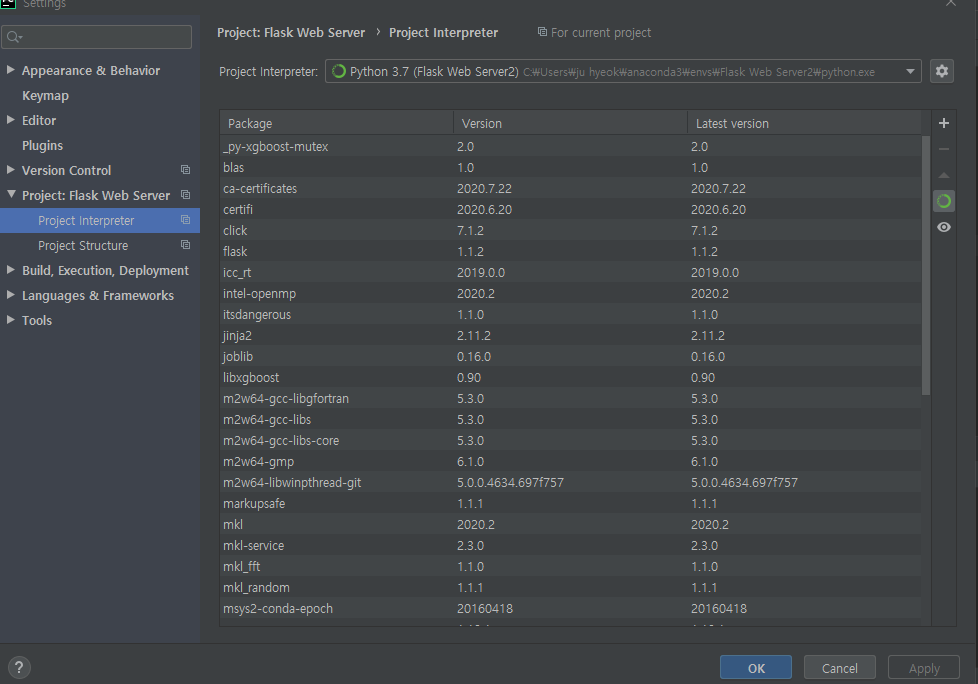 Settings
Project: Flask Web Server › Project Interpreter For current project
Project Interpreter: Python 3.7 (Flask Web Server2) C:₩Users₩ju hyeok₩anaconda3₩envs₩Flask Web Server2₩python.exe
Appearance & Behavior
Keymap
Editor
Plugins
Version Control
Project: Flask Web Server
Project Interpreter
Project Structure
Build, Execution, Deployment
Languages & Frameworks
Tools
Package Version Latest version
_py-xgboost-mutex 2.0 2.0
blas 1.0 1.0
ca-certificates 2020.7.22 2020.7.22
certifi 2020.6.20 2020.6.20
click 7.1.2 7.1.2
flask 1.1.2 1.1.2
icc_rt 2019.0.0 2019.0.0
intel-openmp 2020.2 2020.2
itsdangerous 1.1.0 1.1.0
jinja2 2.11.2 2.11.2
joblib 0.16.0 0.16.0
libxgboost 0.90 0.90
m2w64-gcc-libgfortran 5.3.0 5.3.0
m2w64-gcc-libs 5.3.0 5.3.0
m2w64-gcc-libs-core 5.3.0 5.3.0
m2w64-gmp 6.1.0 6.1.0
m2w64-libwinpthread-git 5.0.0.4634.697f757 5.0.0.4634.697f757
markupsafe 1.1.1 1.1.1
mkl 2020.2 2020.2
mkl-service 2.3.0 2.3.0
mkl_fft 1.1.0 1.1.0
mkl_random 1.1.1 1.1.1
msys2-conda-epoch 20160418 20160418
? OK Cancel Apply